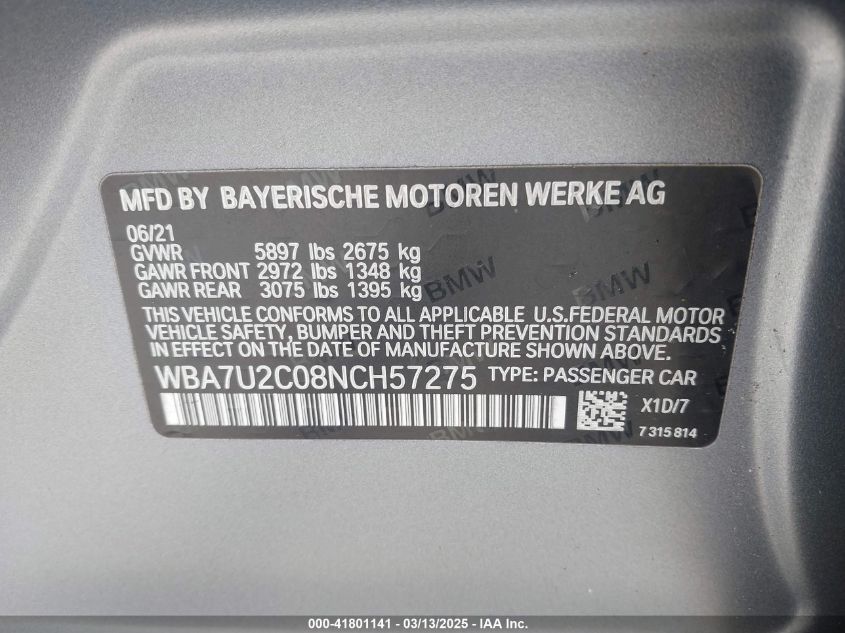 MFD BY BAYERISCHE MOTOREN WERKE AG
06/21
GVWR 5897 lbs 2675 kg
GAWR FRONT 2972 lbs 1348 kg
GAWR REAR 3075 lbs 1395 kg
THIS VEHICLE CONFORMS TO ALL APPLICABLE U.S.FEDERAL MOTOR
VEHICLE SAFETY, BUMPER AND THEFT PREVENTION STANDARDS
IN EFFECT ON THE DATE OF MANUFACTURE SHOWN ABOVE.
WBA7U2C08NCH57275 TYPE: PASSENGER CAR
X1D/7
7 315 814
BMW
BMW
000-41801141 - 03/13/2025 - IAA Inc.